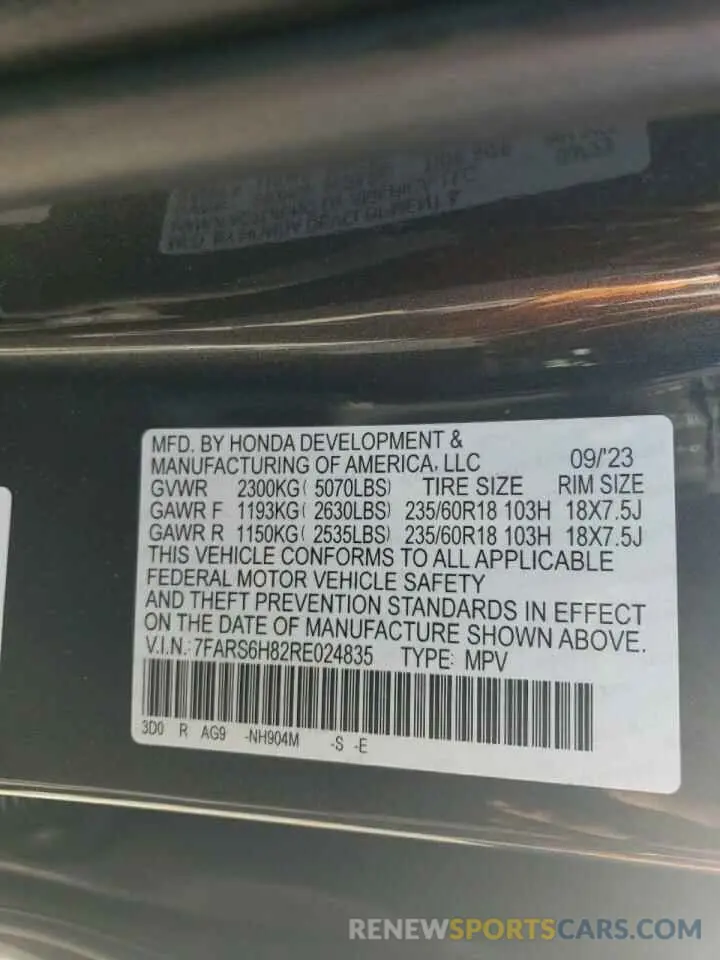 MFD. BY HONDA DEVELOPMENT &
MANUFACTURING OF AMERICA, LLC 09/'23
GVWR 2300KG( 5070LBS) TIRE SIZE RIM SIZE
GAWR F 1193KG( 2630LBS) 235/60R18 103H 18X7.5J
GAWR R 1150KG( 2535LBS) 235/60R18 103H 18X7.5J
THIS VEHICLE CONFORMS TO ALL APPLICABLE
FEDERAL MOTOR VEHICLE SAFETY
AND THEFT PREVENTION STANDARDS IN EFFECT
ON THE DATE OF MANUFACTURE SHOWN ABOVE.
V.I.N.: 7FARS6H82RE024835 TYPE: MPV
3D0 R AG9 -NH904M -S -E
RENEWSPORTSCARS.COM